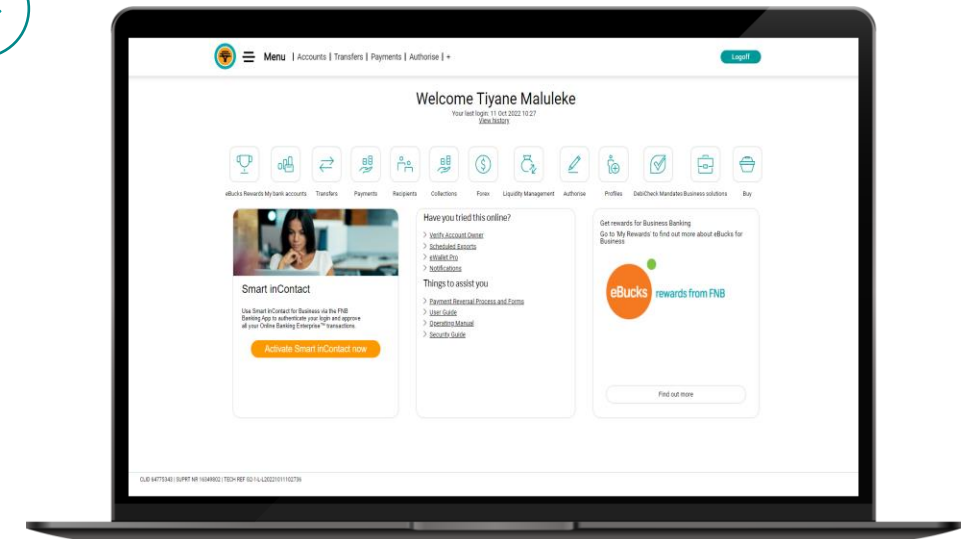 Menu | Accounts | Transfers | Payments | Authorise | +
Logoff
Welcome Tiyane Maluleke
Your last login: 11 Oct 2022 10:27
View history
eBucks Rewards My bank accounts Transfers Payments Recipients Collections Forex Liquidity Management Authorise Profiles DebiCheck Mandates Business solutions Buy
Smart inContact
Use Smart inContact for Business via the FNB
Banking App to authenticate your login and approve
all your Online Banking Enterprise™ transactions.
Activate Smart inContact now
Have you tried this online?
> Verify Account Owner
> Scheduled Exports
> eWallet Pro
> Notifications
Things to assist you
> Payment Reversal Process and Forms
> User Guide
> Operating Manual
> Security Guide
Get rewards for Business Banking
Go to 'My Rewards' to find out more about eBucks for
Business
eBucks rewards from FNB
Find out more